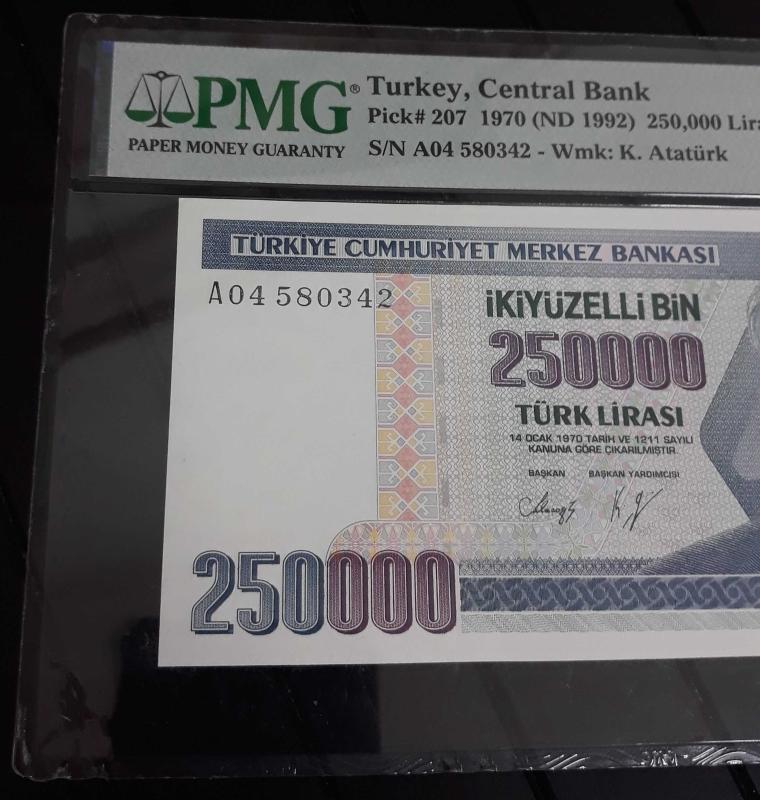 PMG®
PAPER MONEY GUARANTY
Turkey, Central Bank
Pick# 207 1970 (ND 1992) 250,000 Lira
S/N A04 580342 - Wmk: K. Atatürk
TÜRKİYE CUMHURİYET MERKEZ BANKASI
A04 580342
İKİYÜZELLİ BİN
250000
TÜRK LİRASI
14 OCAK 1970 TARİH VE 1211 SAYILI
KANUNA GÖRE ÇIKARILMIŞTIR
BAŞKAN BAŞKAN YARDIMCISI
250000